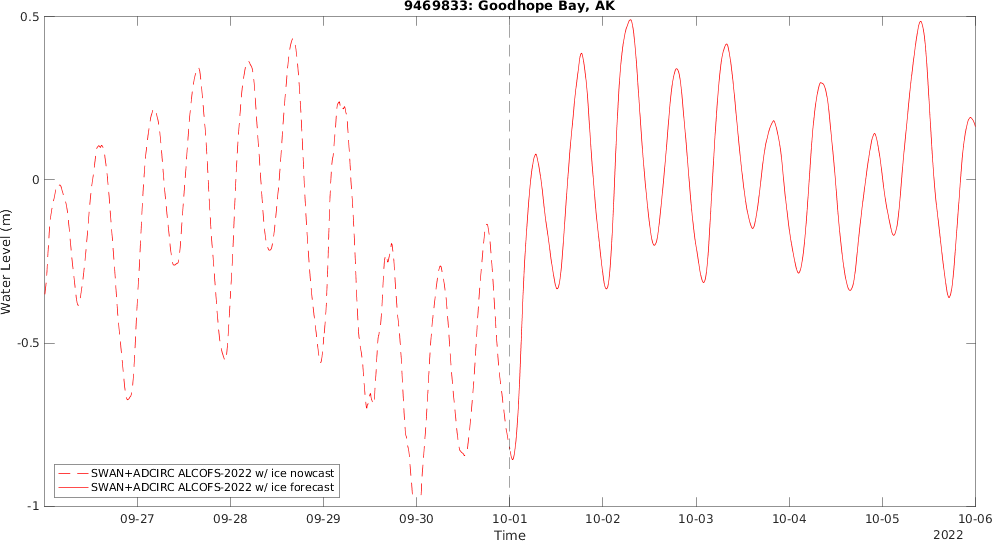 9469833: Goodhope Bay, AK
0.5
0
-0.5
-1
Water Level (m)
SWAN+ADCIRC ALCOFS-2022 w/ ice nowcast
SWAN+ADCIRC ALCOFS-2022 w/ ice forecast
09-27 09-28 09-29 09-30 10-01 10-02 10-03 10-04 10-05 10-06
Time
2022